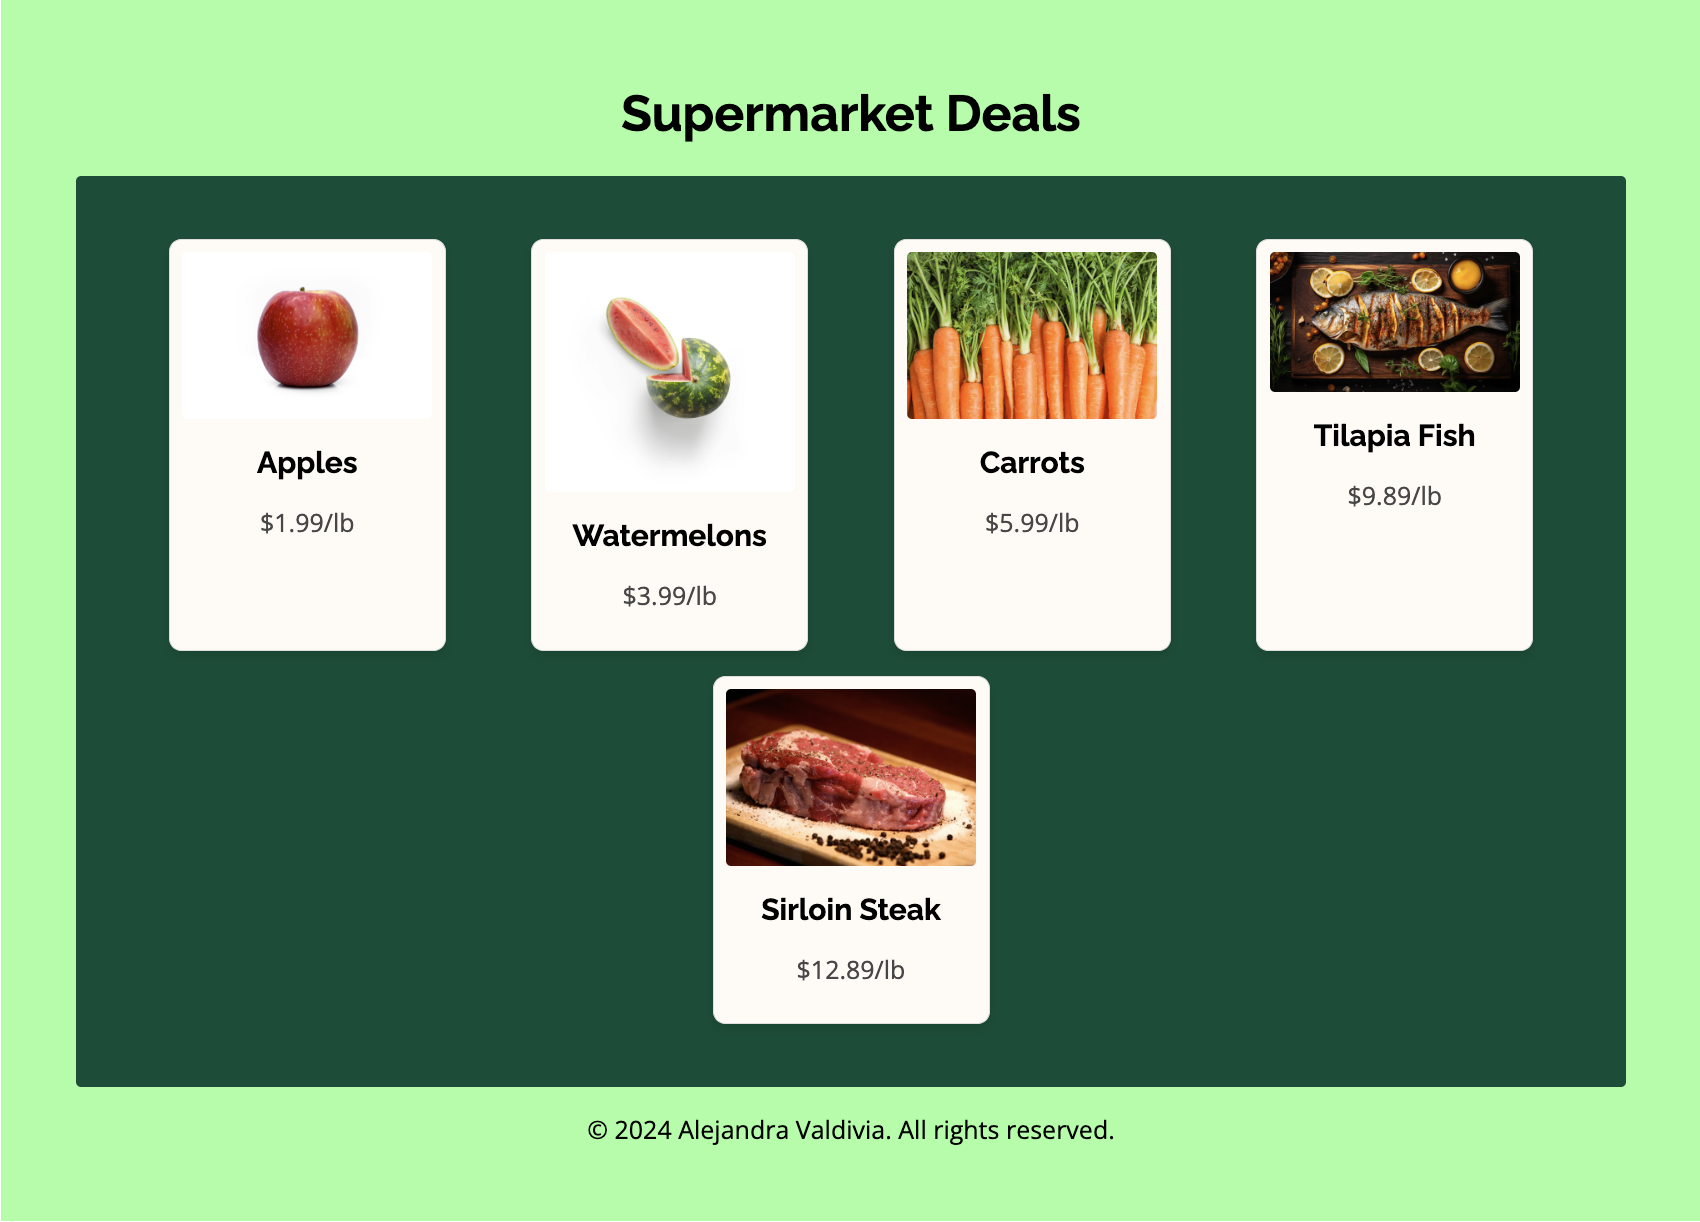 Supermarket Deals
Apples
$1.99/lb
Watermelons
$3.99/lb
Carrots
$5.99/lb
Tilapia Fish
$9.89/lb
Sirloin Steak
$12.89/lb
© 2024 Alejandra Valdivia. All rights reserved.